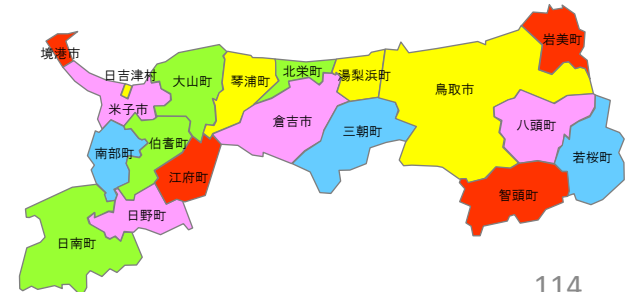 境港市
岩美町
日吉津村
大山町
琴浦町
北栄町
湯梨浜町
鳥取市
米子市
倉吉市
三朝町
八頭町
南部町
伯耆町
若桜町
江府町
智頭町
日野町
日南町
114